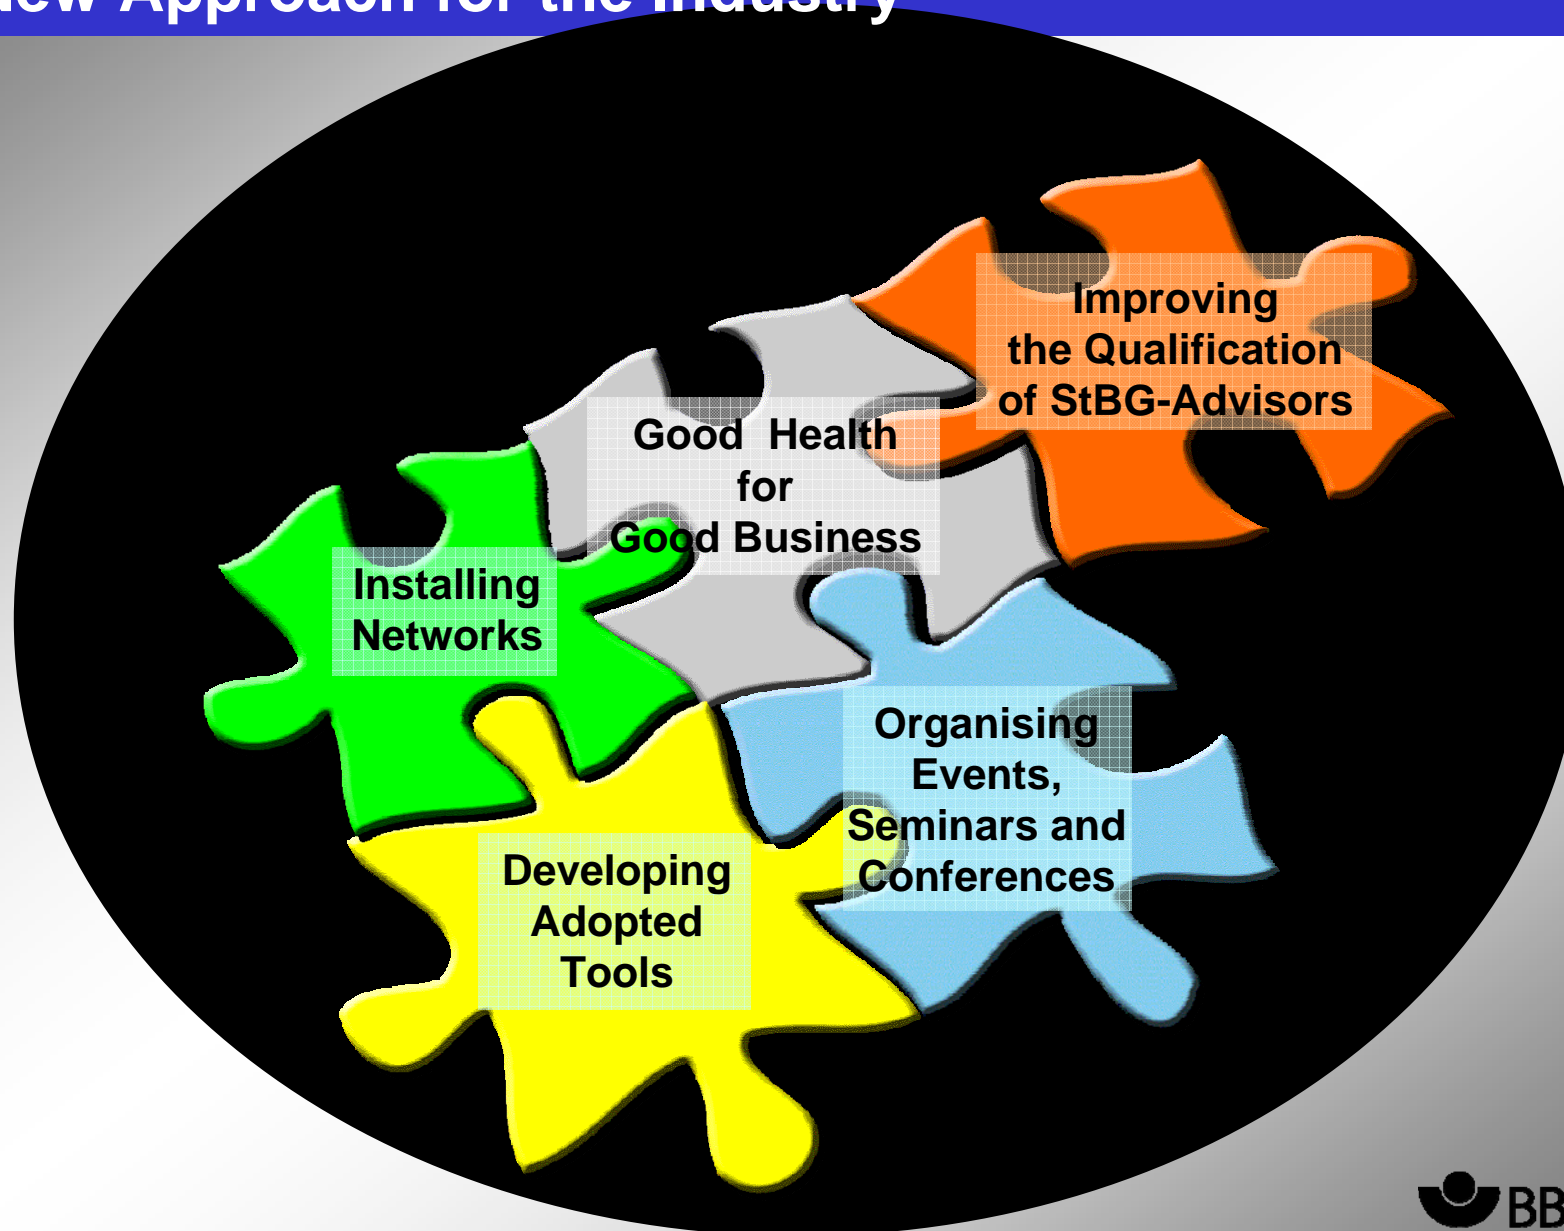 New Approach for the Industry
Improving
the Qualification
of StBG-Advisors
Good Health
for
Good Business
Installing
Networks
Organising
Events,
Seminars and
Conferences
Developing
Adopted
Tools
BB